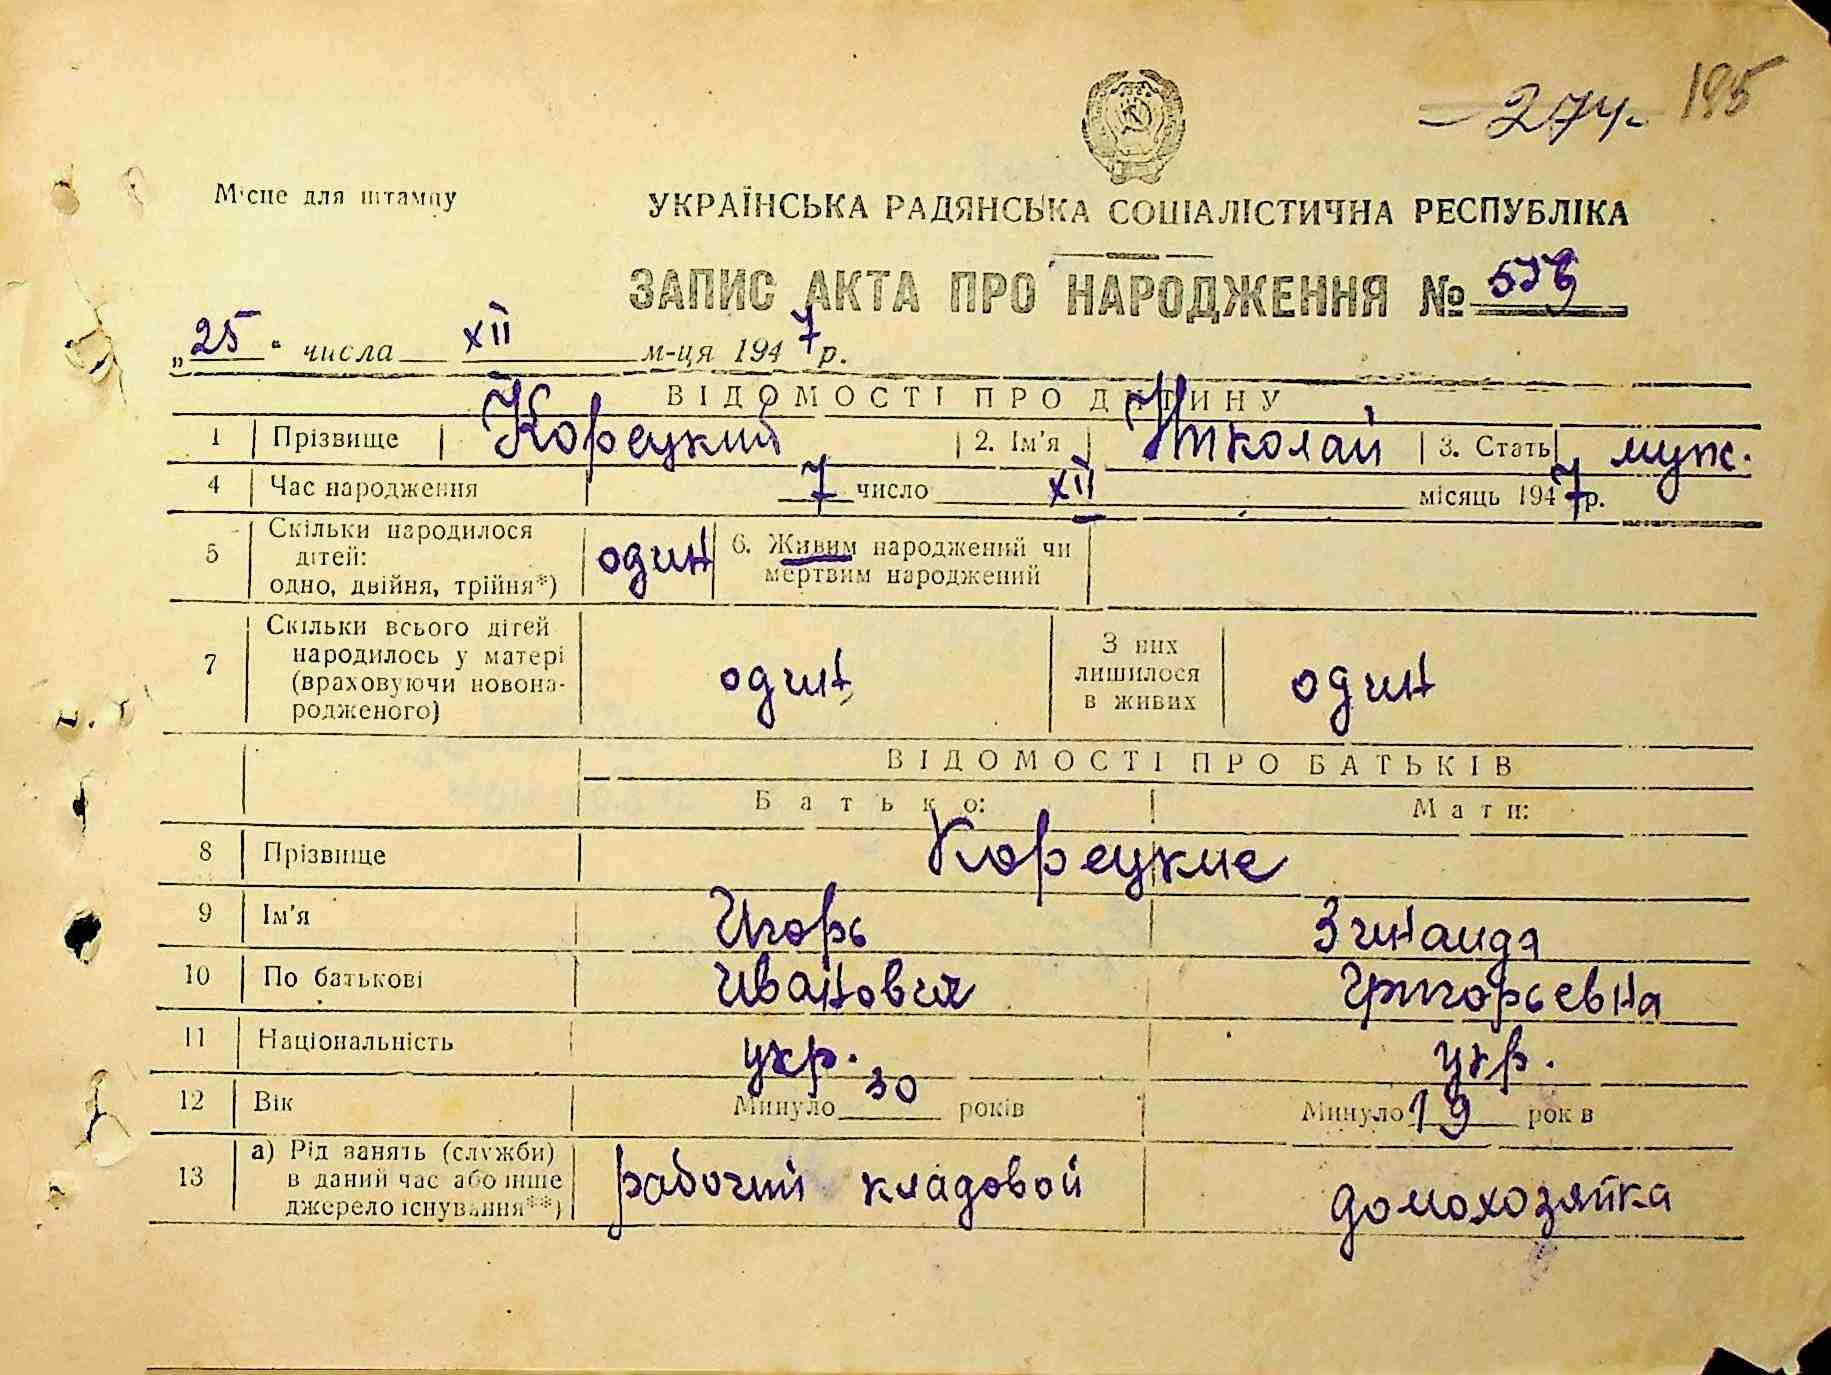 274
185
Місце для штампу
УКРАЇНСЬКА РАДЯНСЬКА СОЦІАЛІСТИЧНА РЕСПУБЛІКА
ЗАПИС АКТА ПРО НАРОДЖЕННЯ №
„25" числа XII м-ця 1947 р.
ВІДОМОСТІ ПРО ДИТИНУ
1 Прізвище Корецкий 2. Ім'я Николай 3. Стать муж.
4 Час народження 7 число XII місяць 1947 р.
5 Скільки народилося дітей: одно, двійня, трійня*) один 6. Живим народжений чи мертвим народжений
7 Скільки всього дітей народилось у матері (враховуючи новонародженого) один З них лишилося в живих один
ВІДОМОСТІ ПРО БАТЬКІВ
Батько: Мати:
8 Прізвище Корецкие
9 Ім'я Игорь Зинаида
10 По батькові Иванович Григорьевна
11 Національність укр. укр.
12 Вік Минуло 30 років Минуло 19 років
13 а) Рід занять (служби) в даний час або інше джерело існування**) рабочий кладовой домохозяйка